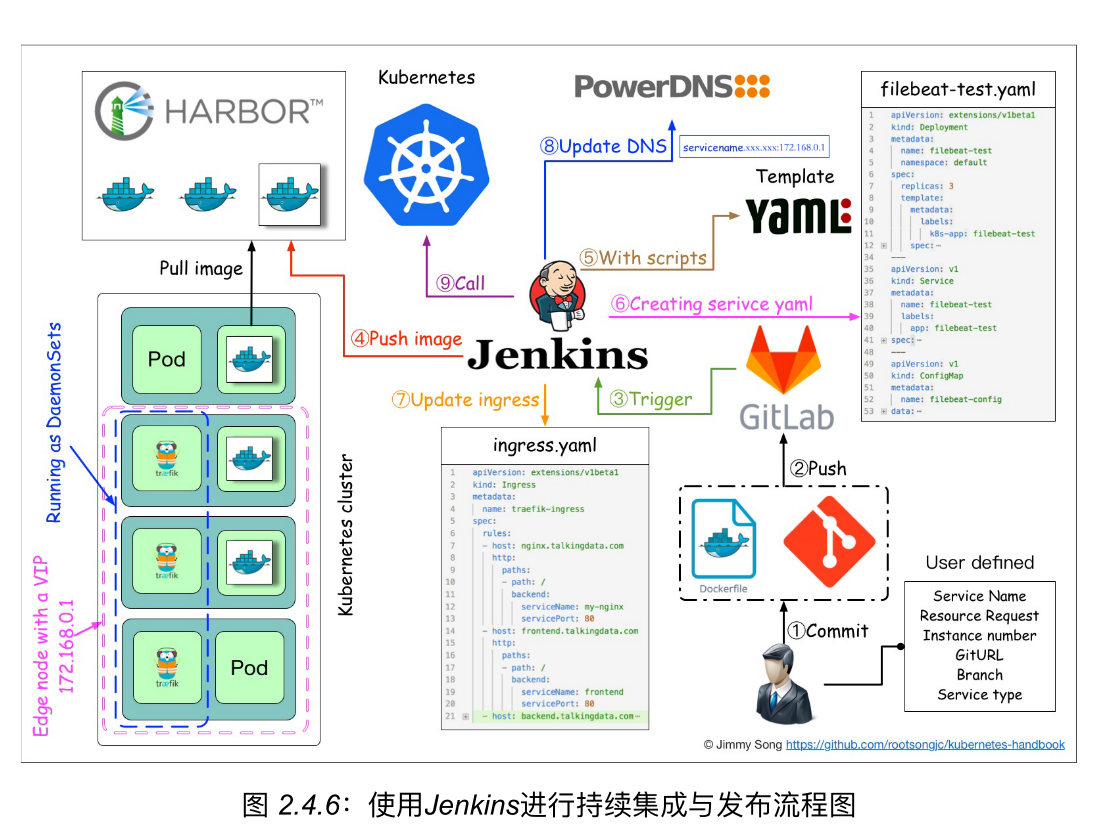 HARBOR™
Kubernetes
PowerDNS
⑧Update DNS
servicename.xxx.xxx:172.168.0.1
Template
YAML
⑤With scripts
⑨Call
⑥Creating serivce yaml
Pull image
④Push image
Jenkins
⑦Update ingress
③Trigger
GitLab
②Push
Dockerfile
①Commit
User defined
Service Name
Resource Request
Instance number
GitURL
Branch
Service type
filebeat-test.yaml
1 apiVersion: extensions/v1beta1
2 kind: Deployment
3 metadata:
4 name: filebeat-test
5 namespace: default
6 spec:
7 replicas: 3
8 template:
9 metadata:
10 labels:
11 k8s-app: filebeat-test
12 spec:
34 ---
35 apiVersion: v1
36 kind: Service
37 metadata:
38 name: filebeat-test
39 labels:
40 app: filebeat-test
41 spec:
48 ---
49 apiVersion: v1
50 kind: ConfigMap
51 metadata:
52 name: filebeat-config
53 data:
ingress.yaml
1 apiVersion: extensions/v1beta1
2 kind: Ingress
3 metadata:
4 name: traefik-ingress
5 spec:
6 rules:
7 - host: nginx.talkingdata.com
8 http:
9 paths:
10 - path: /
11 backend:
12 serviceName: my-nginx
13 servicePort: 80
14 - host: frontend.talkingdata.com
15 http:
16 paths:
17 - path: /
18 backend:
19 serviceName: frontend
20 servicePort: 80
21 - host: backend.talkingdata.com
Pod
træfik
træfik
træfik
Pod
Running as DaemonSets
Edge node with a VIP
172.168.0.1
Kubernetes cluster
© Jimmy Song https://github.com/rootsongjc/kubernetes-handbook
图 2.4.6：使用Jenkins进行持续集成与发布流程图